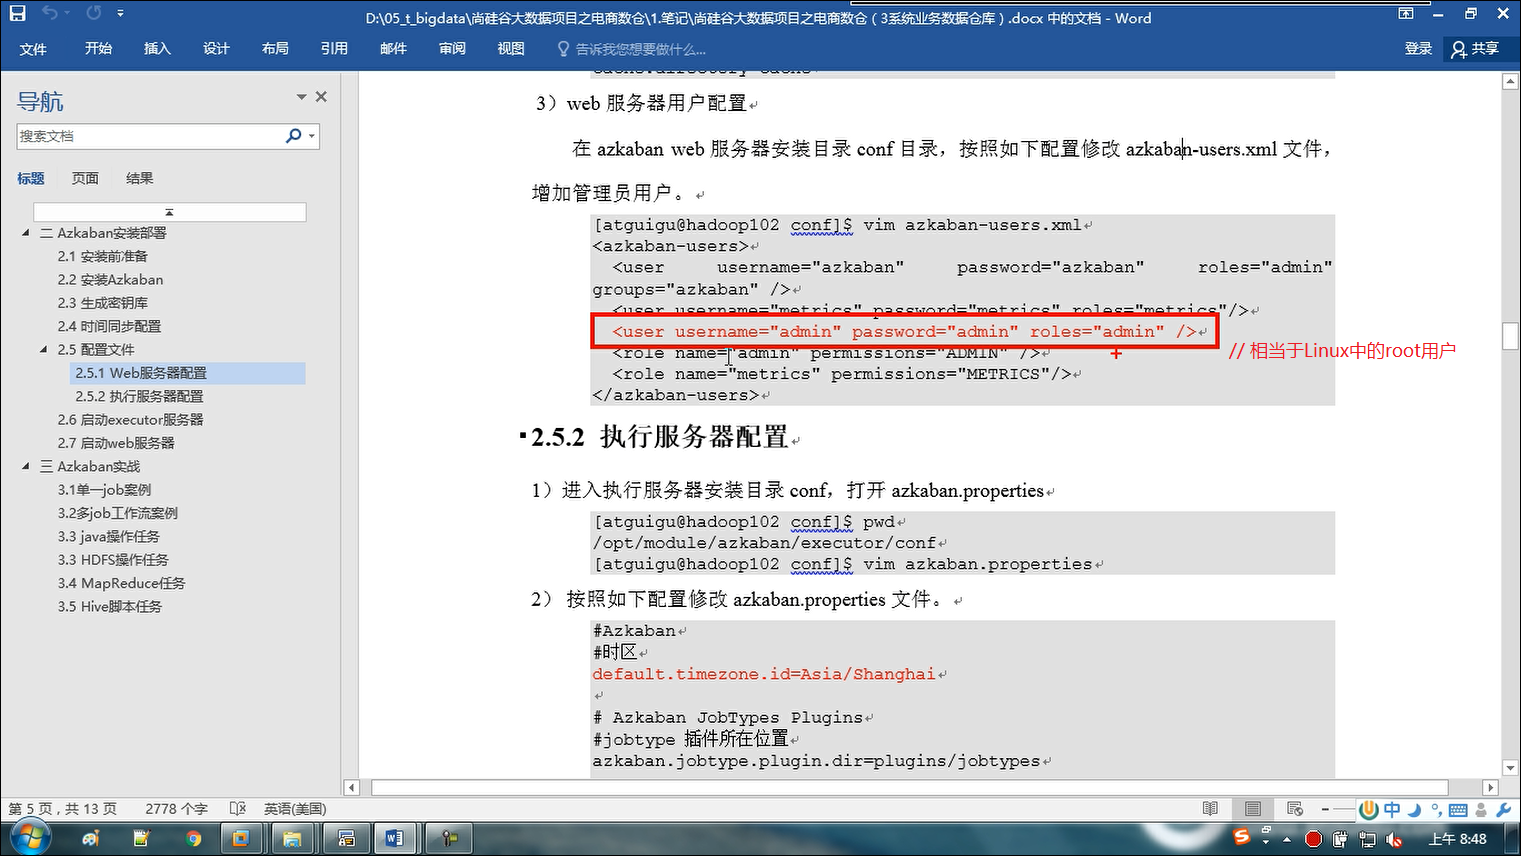 D:\05_t_bigdata\尚硅谷大数据项目之电商数仓\1.笔记\尚硅谷大数据项目之电商数仓（3系统业务数据仓库）.docx 中的文档 - Word
文件 开始 插入 设计 布局 引用 邮件 审阅 视图 告诉我您想要做什么... 登录 共享
导航
搜索文档
标题 页面 结果
二 Azkaban安装部署
2.1 安装前准备
2.2 安装Azkaban
2.3 生成密钥库
2.4 时间同步配置
2.5 配置文件
2.5.1 Web服务器配置
2.5.2 执行服务器配置
2.6 启动executor服务器
2.7 启动web服务器
三 Azkaban实战
3.1单一job案例
3.2多job工作流案例
3.3 java操作任务
3.3 HDFS操作任务
3.4 MapReduce任务
3.5 Hive脚本任务
3）web 服务器用户配置
在 azkaban web 服务器安装目录 conf 目录，按照如下配置修改 azkaban-users.xml 文件，
增加管理员用户。
[atguigu@hadoop102 conf]$ vim azkaban-users.xml
<azkaban-users>
<user username="azkaban" password="azkaban" roles="admin"
groups="azkaban" />
<user username="metrics" password="metrics" roles="metrics"/>
<user username="admin" password="admin" roles="admin" />
<role name="admin" permissions="ADMIN" />
// 相当于Linux中的root用户
<role name="metrics" permissions="METRICS"/>
</azkaban-users>
2.5.2 执行服务器配置
1）进入执行服务器安装目录 conf，打开 azkaban.properties
[atguigu@hadoop102 conf]$ pwd
/opt/module/azkaban/executor/conf
[atguigu@hadoop102 conf]$ vim azkaban.properties
2） 按照如下配置修改 azkaban.properties 文件。
#Azkaban
#时区
default.timezone.id=Asia/Shanghai
# Azkaban JobTypes Plugins
#jobtype 插件所在位置
azkaban.jobtype.plugin.dir=plugins/jobtypes
第 5 页，共 13 页 2778 个字 英语(美国)
中
上午 8:48